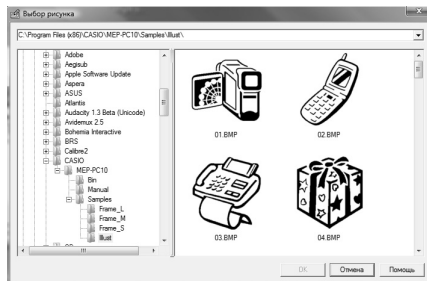 Выбор рисунка
C:\Program Files (x86)\CASIO\MEP-PC10\Samples\Illust\
Adobe
Aegisub
Apple Software Update
Aspera
ASUS
Atlantis
Audacity 1.3 Beta (Unicode)
Avidemux 2.5
Bohemia Interactive
BRS
Calibre2
CASIO
MEP-PC10
Bin
Manual
Samples
Frame_L
Frame_M
Frame_S
Illust
01.BMP
02.BMP
03.BMP
04.BMP
OK
Отмена
Помощь